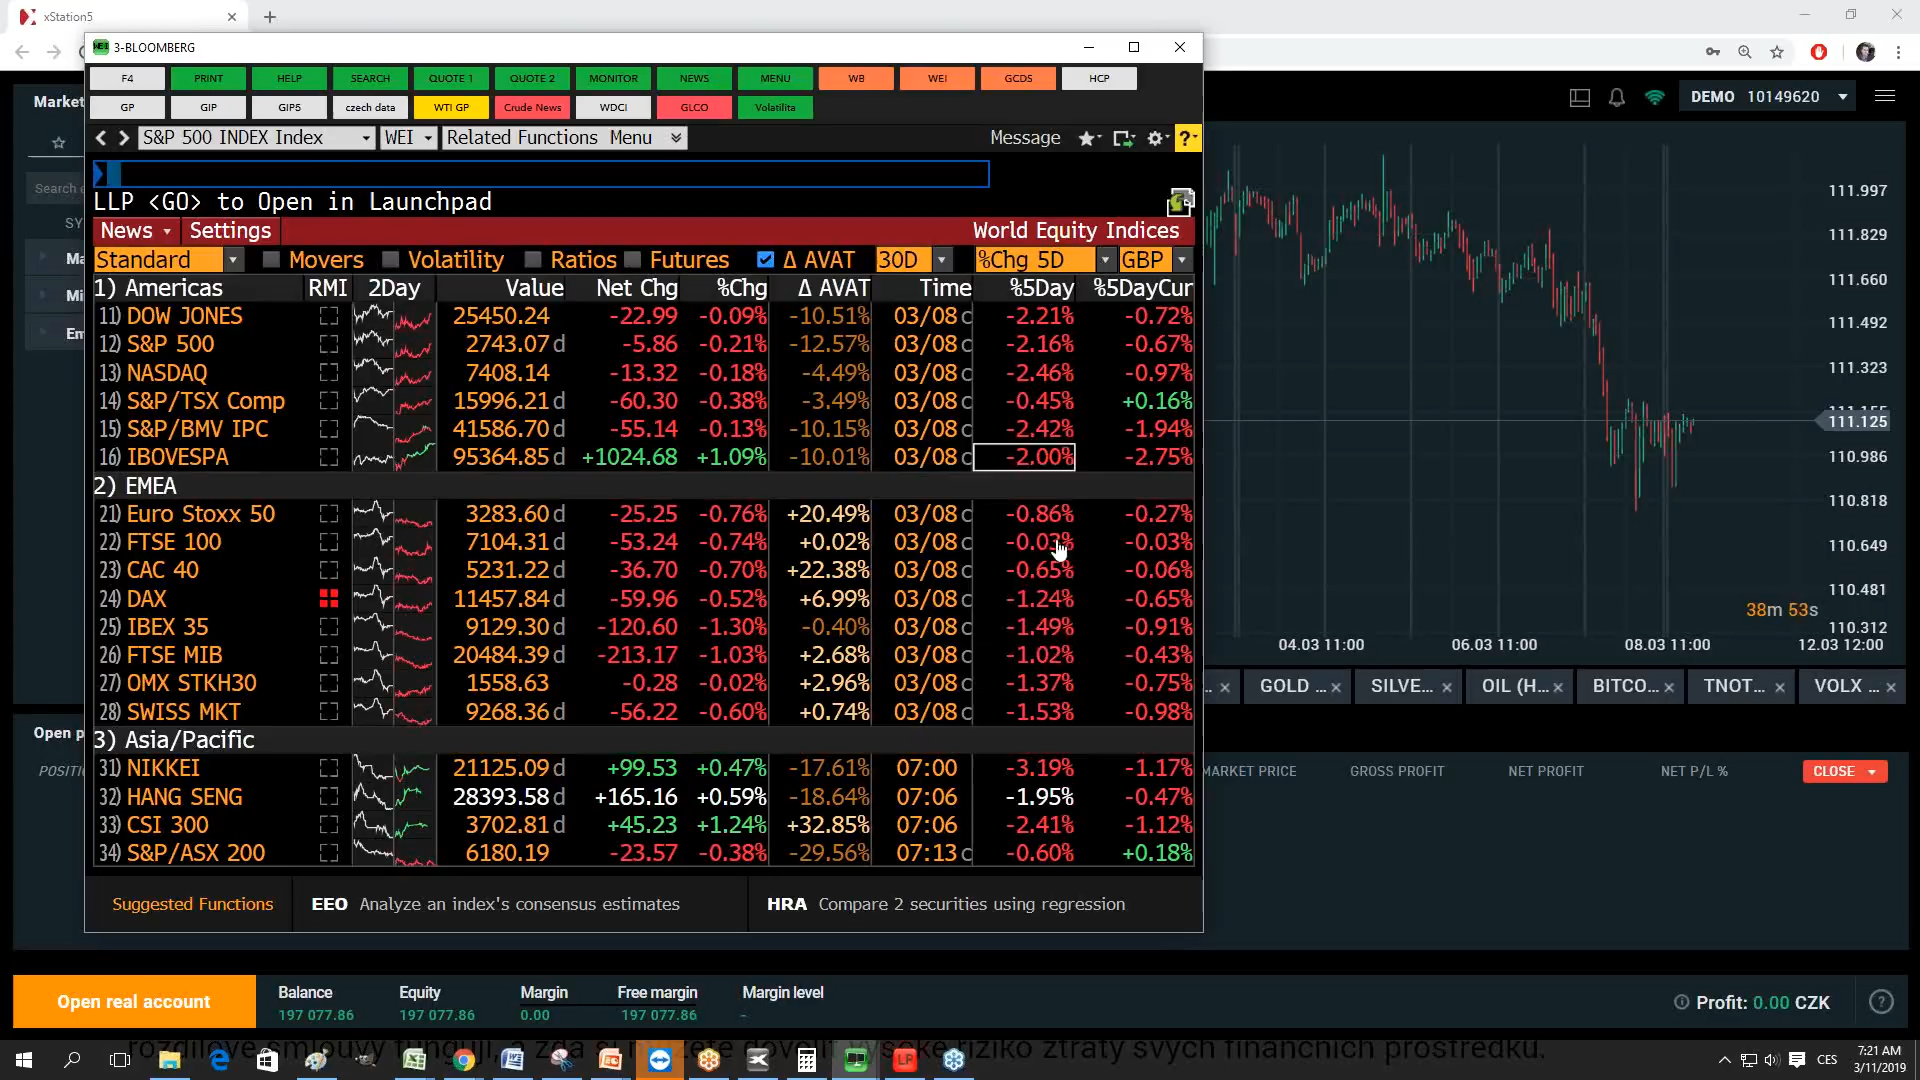 xStation5
3-BLOOMBERG
F4 PRINT HELP SEARCH QUOTE 1 QUOTE 2 MONITOR NEWS MENU WB WEI GCDS HCP
GP GIP GIP5 czech data WTI GP Crude News WDCI GLCO Volatilita
S&P 500 INDEX Index WEI Related Functions Menu Message ?
LLP <GO> to Open in Launchpad
News Settings World Equity Indices
Standard Movers Volatility Ratios Futures Δ AVAT 30D %Chg 5D GBP
1) Americas RMI 2Day Value Net Chg %Chg Δ AVAT Time %5Day %5DayCur
11) DOW JONES 25450.24 -22.99 -0.09% -10.51% 03/08 c -2.21% -0.72%
12) S&P 500 2743.07 d -5.86 -0.21% -12.57% 03/08 c -2.16% -0.67%
13) NASDAQ 7408.14 -13.32 -0.18% -4.49% 03/08 c -2.46% -0.97%
14) S&P/TSX Comp 15996.21 d -60.30 -0.38% -3.49% 03/08 c -0.45% +0.16%
15) S&P/BMV IPC 41586.70 d -55.14 -0.13% -10.15% 03/08 c -2.42% -1.94%
16) IBOVESPA 95364.85 d +1024.68 +1.09% -10.01% 03/08 c -2.00% -2.75%
2) EMEA
21) Euro Stoxx 50 3283.60 d -25.25 -0.76% +20.49% 03/08 c -0.86% -0.27%
22) FTSE 100 7104.31 d -53.24 -0.74% +0.02% 03/08 c -0.03% -0.03%
23) CAC 40 5231.22 d -36.70 -0.70% +22.38% 03/08 c -0.65% -0.06%
24) DAX 11457.84 d -59.96 -0.52% +6.99% 03/08 c -1.24% -0.65%
25) IBEX 35 9129.30 d -120.60 -1.30% -0.40% 03/08 c -1.49% -0.91%
26) FTSE MIB 20484.39 d -213.17 -1.03% +2.68% 03/08 c -1.02% -0.43%
27) OMX STKH30 1558.63 -0.28 -0.02% +2.96% 03/08 c -1.37% -0.75%
28) SWISS MKT 9268.36 d -56.22 -0.60% +0.74% 03/08 c -1.53% -0.98%
3) Asia/Pacific
31) NIKKEI 21125.09 d +99.53 +0.47% -17.61% 07:00 -3.19% -1.17%
32) HANG SENG 28393.58 d +165.16 +0.59% -18.64% 07:06 -1.95% -0.47%
33) CSI 300 3702.81 d +45.23 +1.24% +32.85% 07:06 -2.41% -1.12%
34) S&P/ASX 200 6180.19 -23.57 -0.38% -29.56% 07:13 c -0.60% +0.18%
Suggested Functions EEO Analyze an index's consensus estimates HRA Compare 2 securities using regression
Market
Search
SY
Ma
Mi
Em
Open p
POSITI
DEMO 10149620
111.997
111.829
111.660
111.492
111.323
111.125
110.986
110.818
110.649
110.481
110.312
38m 53s
04.03 11:00 06.03 11:00 08.03 11:00 12.03 12:00
GOLD ... SILVE... OIL (H... BITCO... TNOT... VOLX ...
MARKET PRICE GROSS PROFIT NET PROFIT NET P/L % CLOSE
Open real account
Balance Equity Margin Free margin Margin level
197 077.86 197 077.86 0.00 197 077.86 -
Profit: 0.00 CZK ?
ztráty svých finančních prostředků.
CES
7:21 AM
3/11/2019